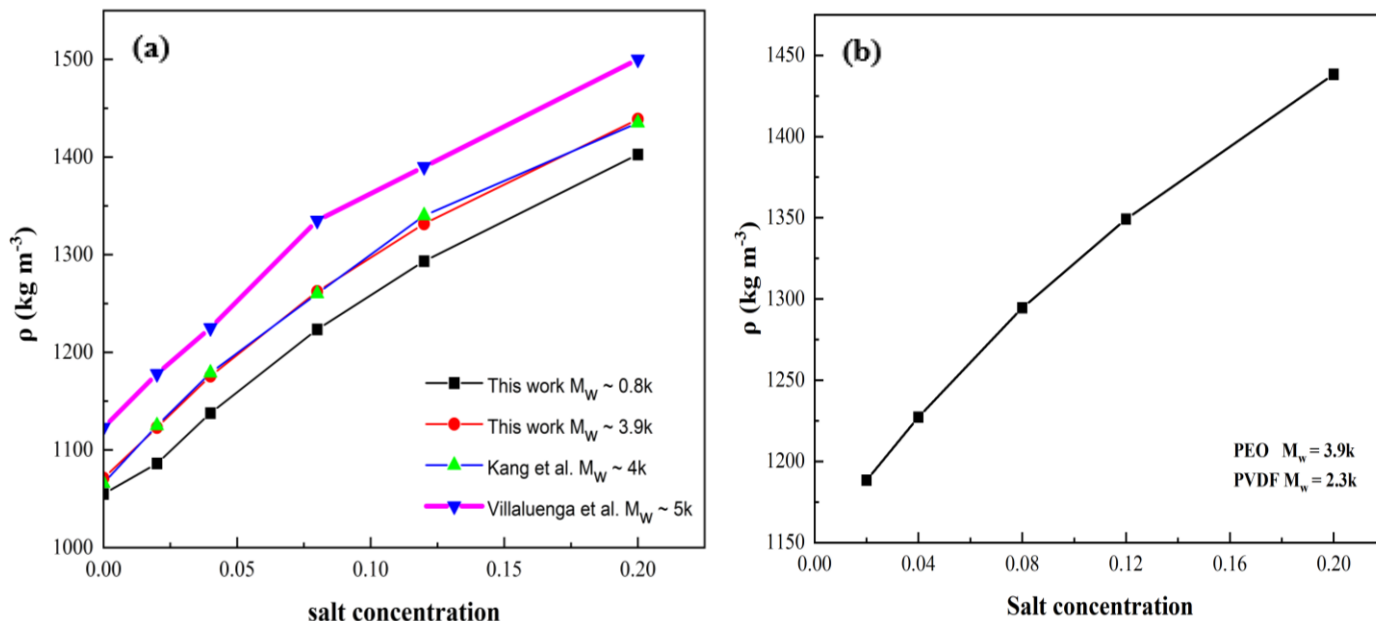 (a)
1500
1400
1300
1200
1100
1000
ρ (kg m⁻³)
0.00 0.05 0.10 0.15 0.20
salt concentration
This work M_W ~ 0.8k
This work M_W ~ 3.9k
Kang et al. M_W ~ 4k
Villaluenga et al. M_W ~ 5k
(b)
1450
1400
1350
1300
1250
1200
1150
ρ (kg m⁻³)
0.00 0.04 0.08 0.12 0.16 0.20
Salt concentration
PEO M_w = 3.9k
PVDF M_w = 2.3k